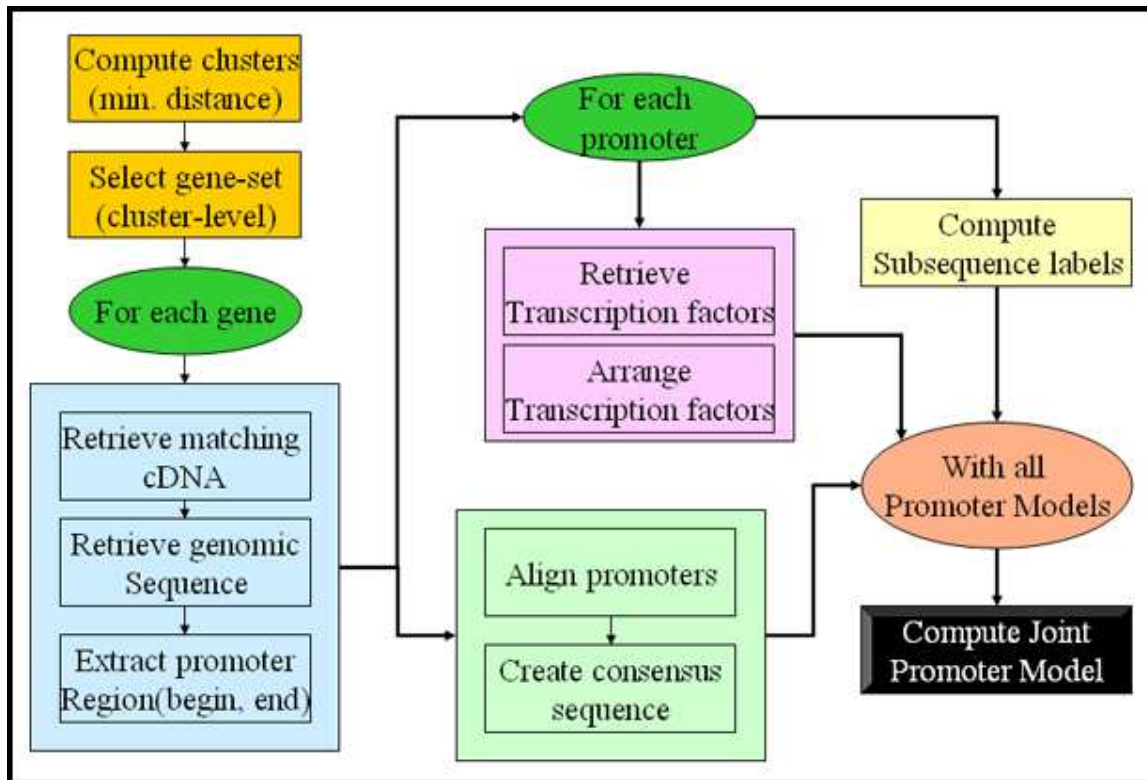 Compute clusters
(min. distance)
Select gene-set
(cluster-level)
For each gene
Retrieve matching
cDNA
Retrieve genomic
Sequence
Extract promoter
Region(begin, end)
For each
promoter
Retrieve
Transcription factors
Arrange
Transcription factors
Align promoters
Create consensus
sequence
Compute
Subsequence labels
With all
Promoter Models
Compute Joint
Promoter Model